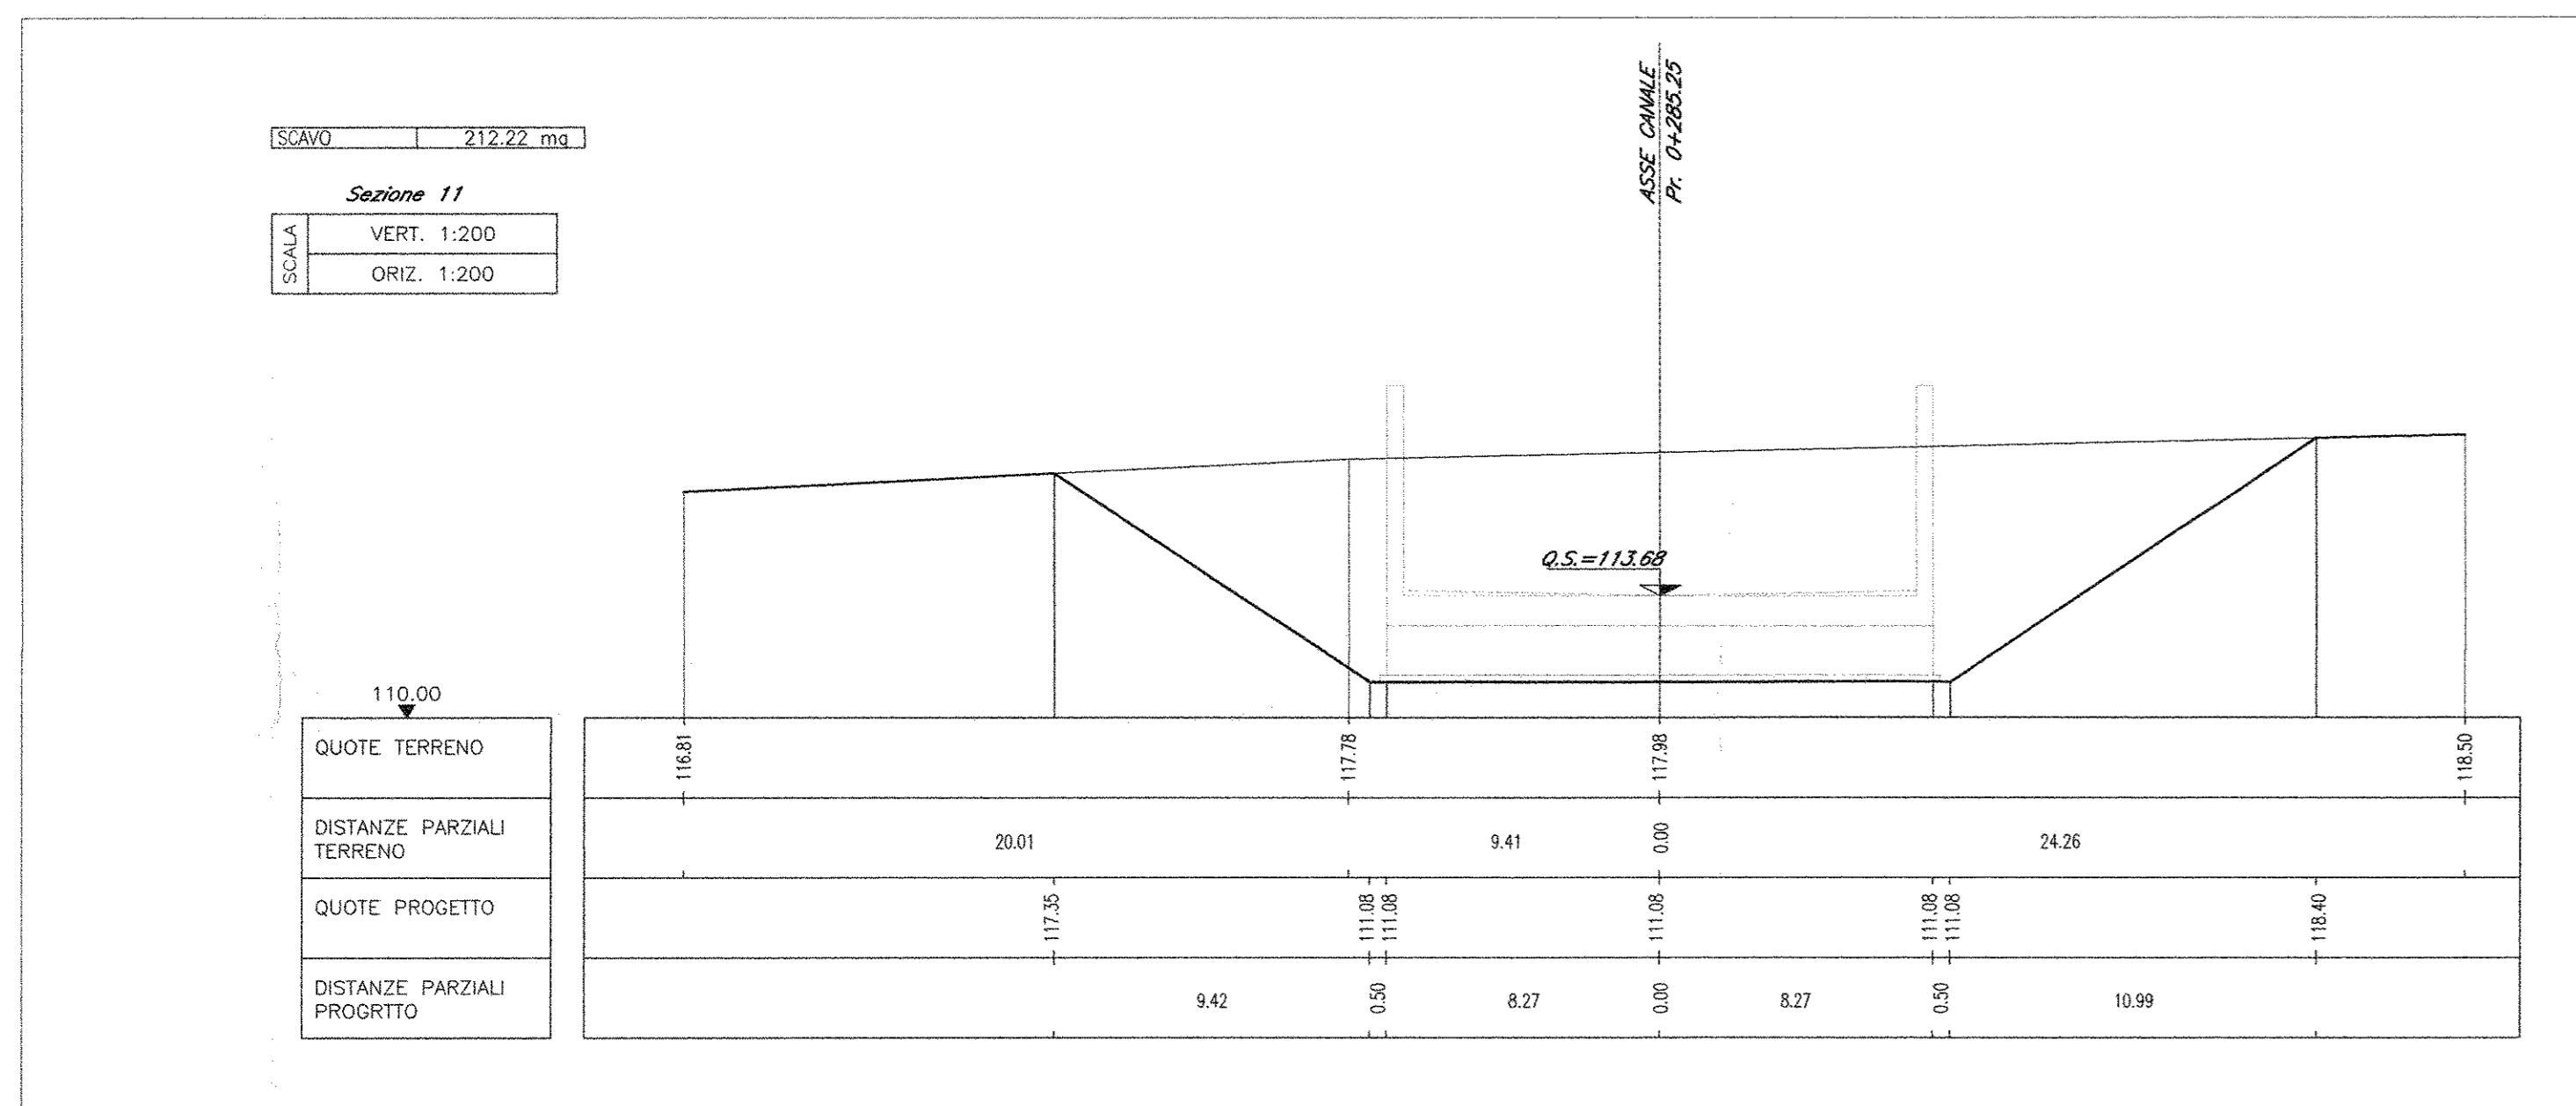 ASSE CANALE
Pr. 0+285.25
SCAVO 212.22 mq
Sezione 11
SCALA
VERT. 1:200
ORIZ. 1:200
Q.S.=113.68
110.00
QUOTE TERRENO 116.81 117.78 117.98 118.50
DISTANZE PARZIALI
TERRENO
20.01 9.41 0.00 24.26
QUOTE PROGETTO 117.35 111.08 111.08 111.08 111.08 111.08 118.40
DISTANZE PARZIALI
PROGRTTO
9.42 0.50 8.27 0.00 8.27 0.50 10.99